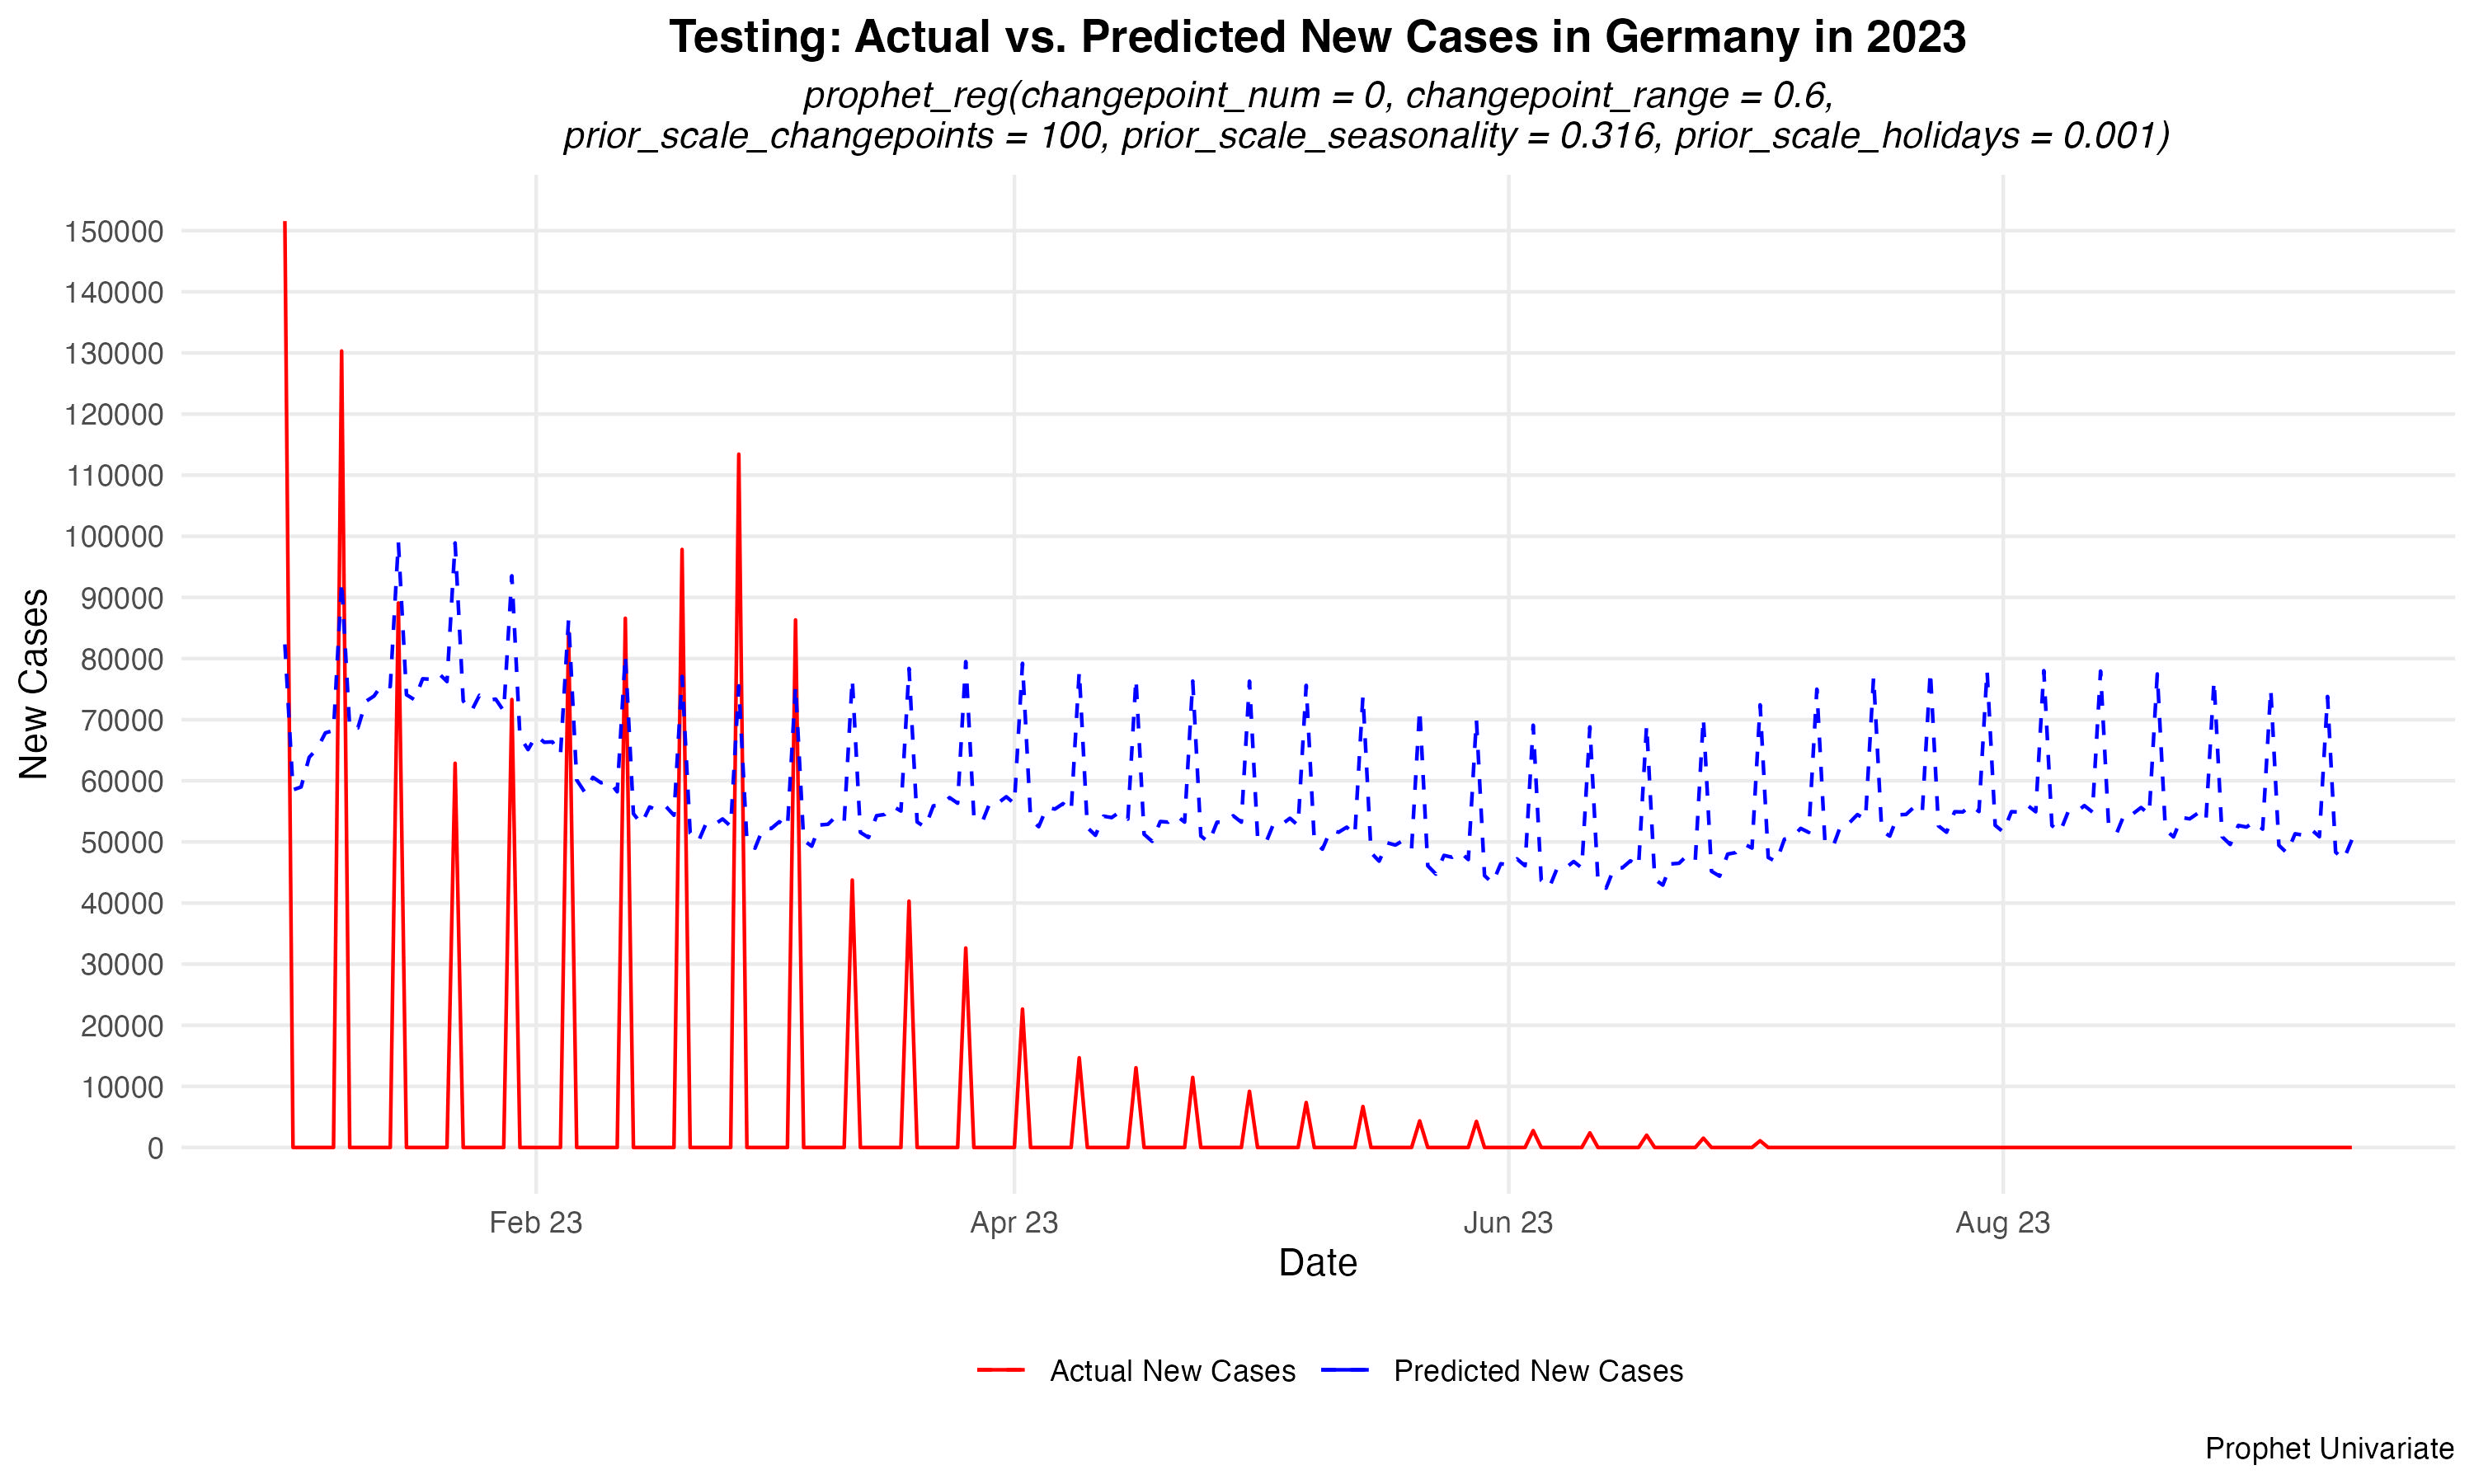 Testing: Actual vs. Predicted New Cases in Germany in 2023
prophet_reg(changepoint_num = 0, changepoint_range = 0.6,
prior_scale_changepoints = 100, prior_scale_seasonality = 0.316, prior_scale_holidays = 0.001)
New Cases
150000
140000
130000
120000
110000
100000
90000
80000
70000
60000
50000
40000
30000
20000
10000
0
Feb 23 Apr 23 Jun 23 Aug 23
Date
Actual New Cases Predicted New Cases
Prophet Univariate